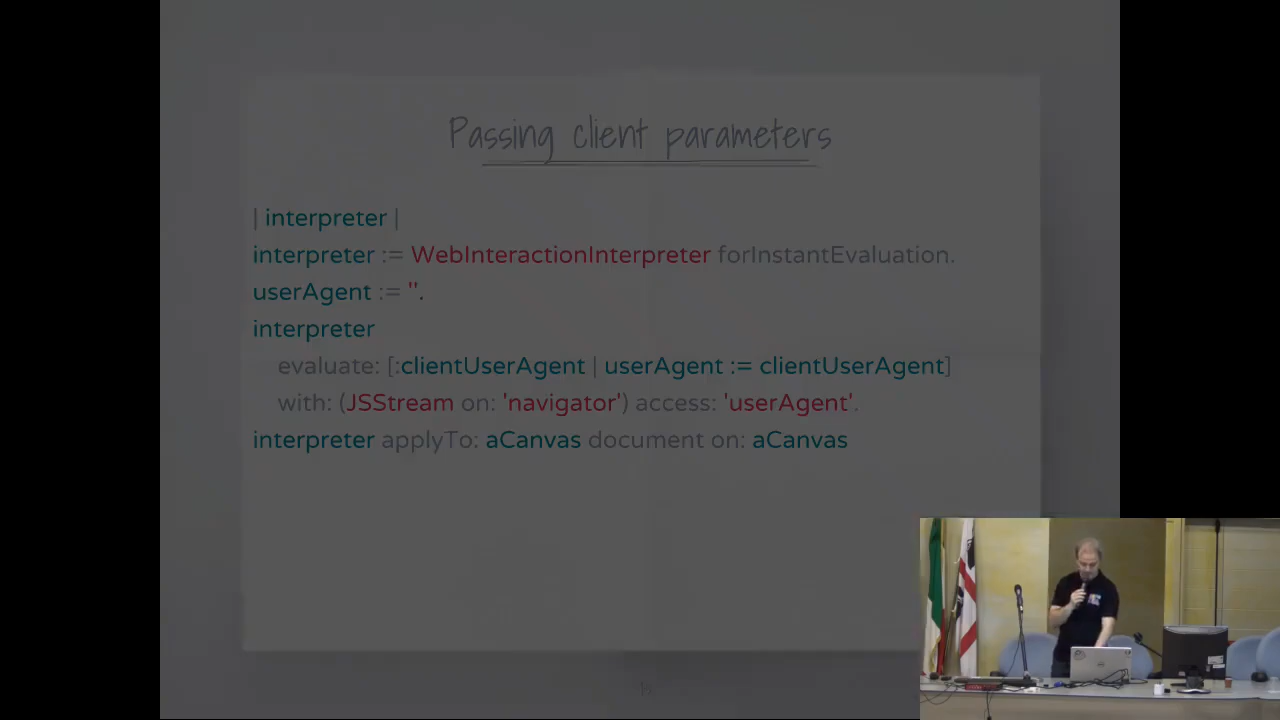 Passing client parameters
| interpreter |
interpreter := WebInteractionInterpreter forInstantEvaluation.
userAgent := ''.
interpreter
evaluate: [:clientUserAgent | userAgent := clientUserAgent]
with: (JSStream on: 'navigator') access: 'userAgent'.
interpreter applyTo: aCanvas document on: aCanvas